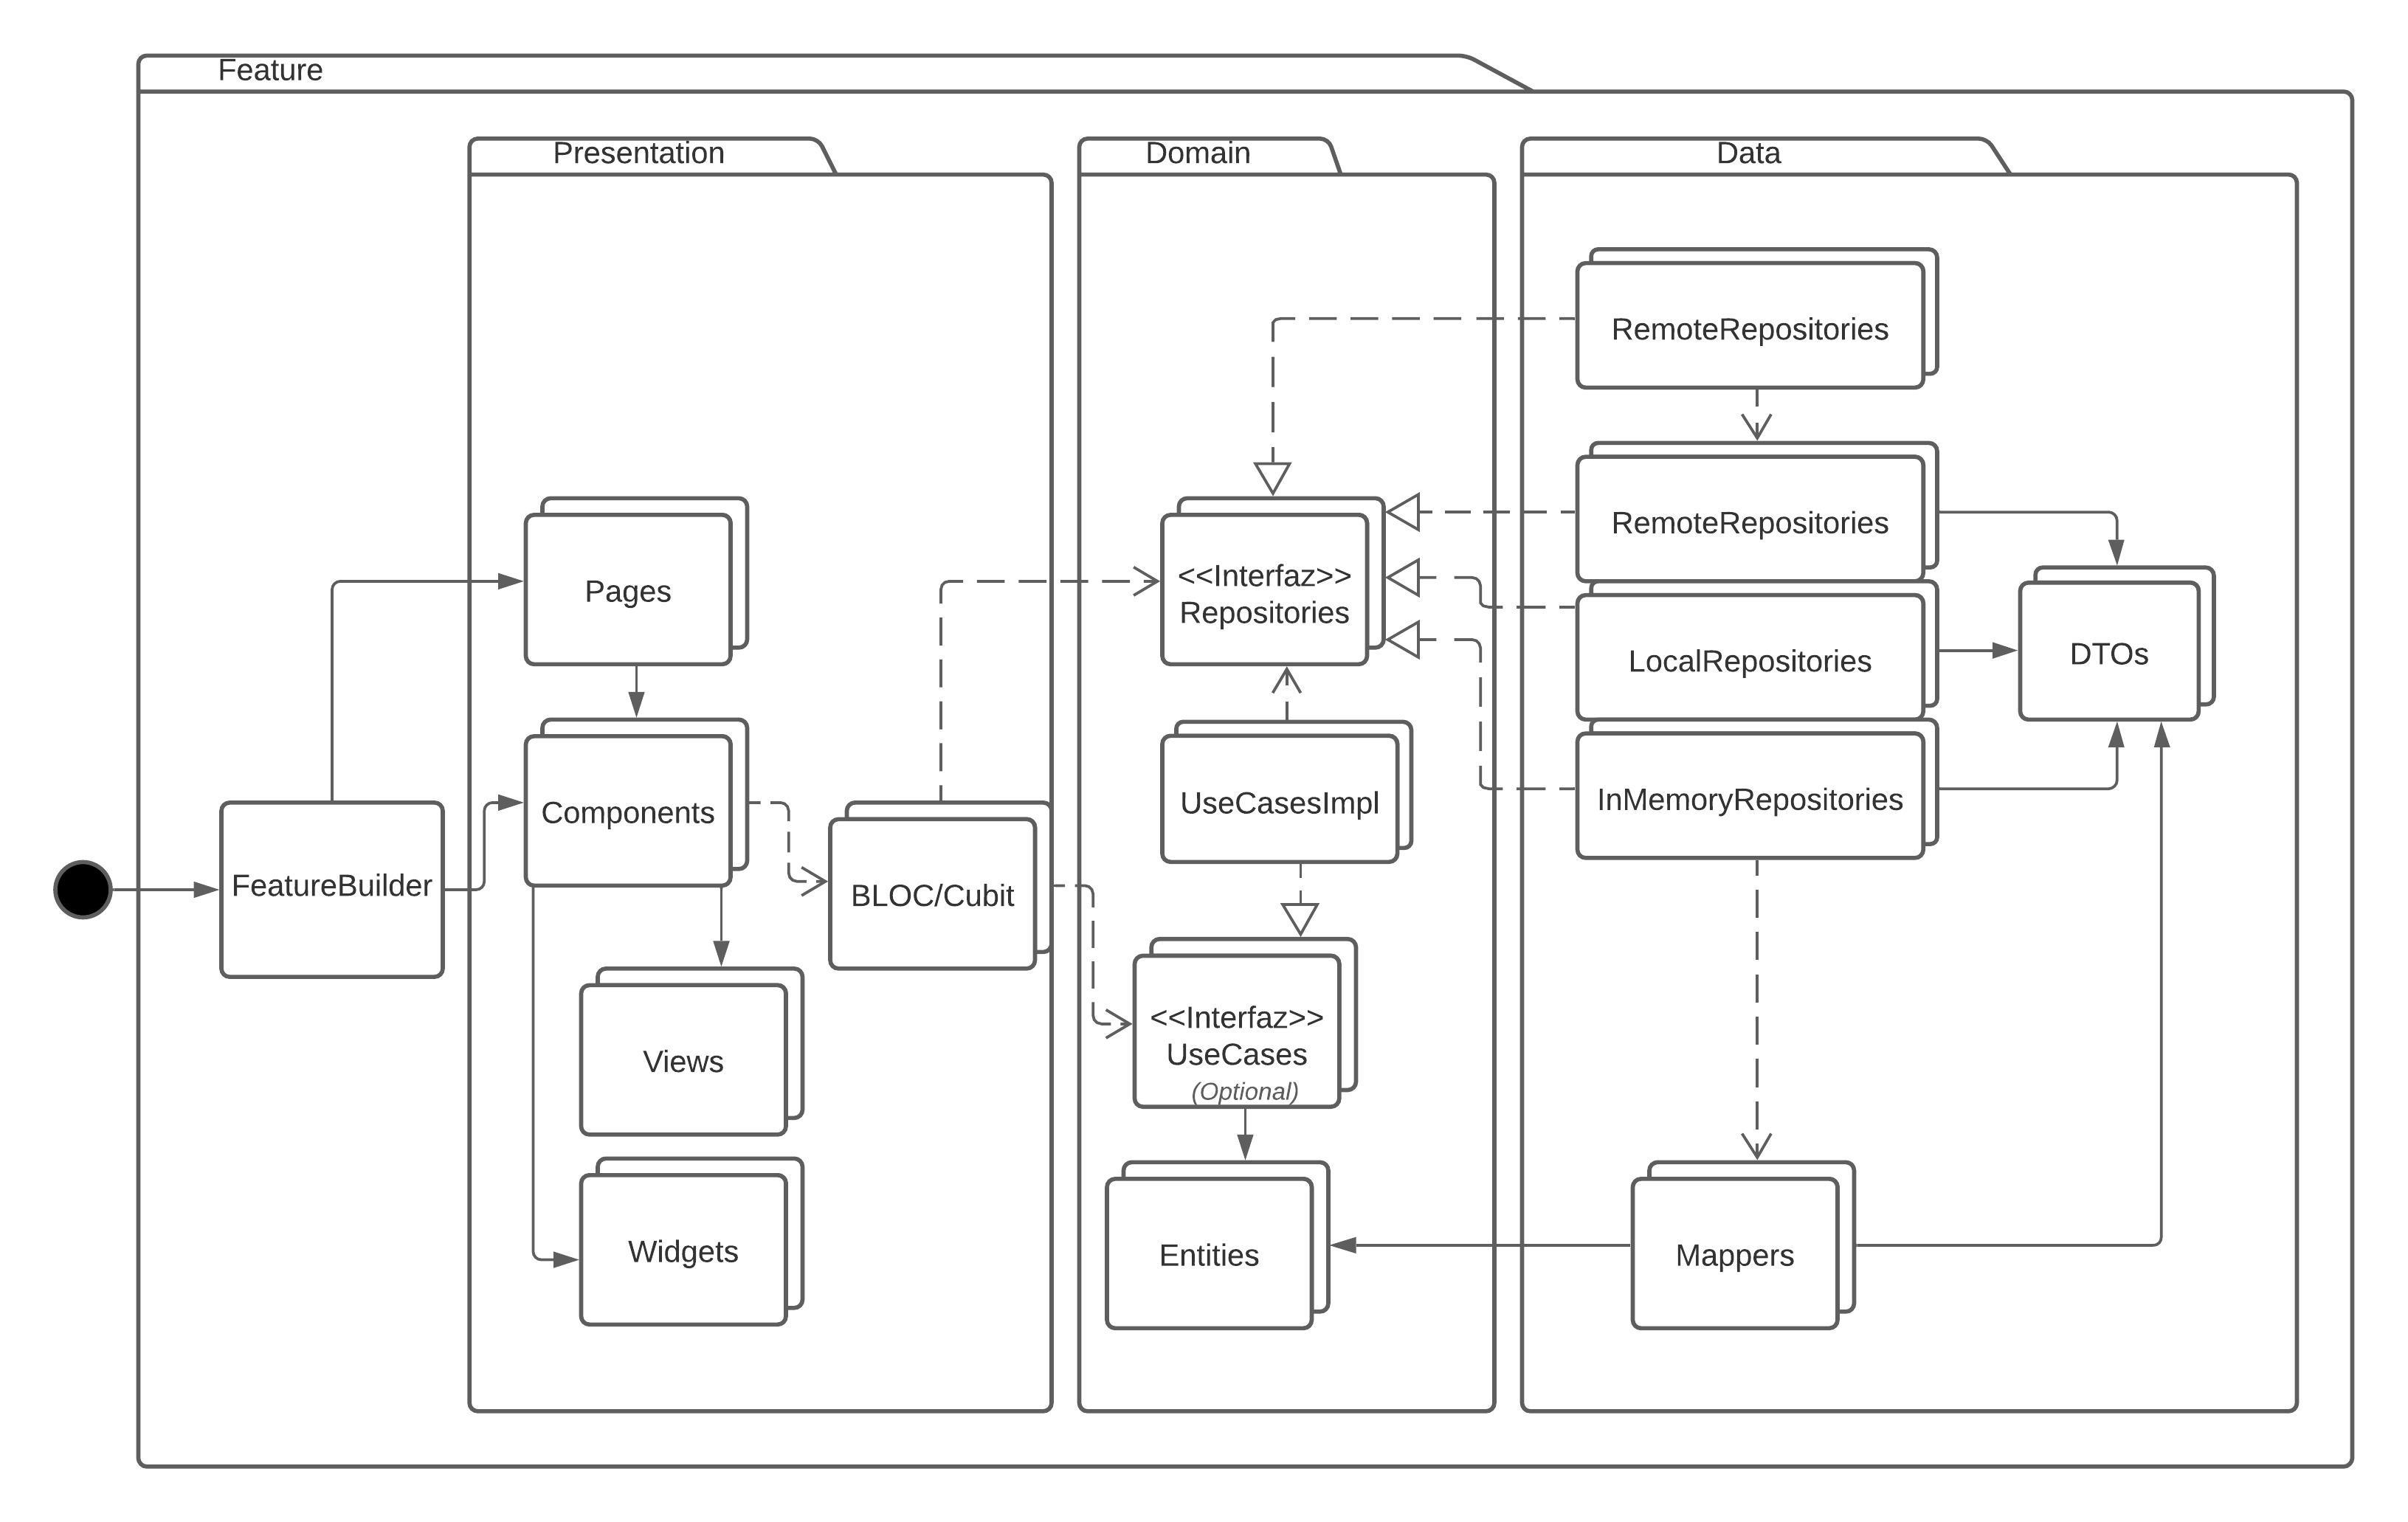 Feature
Presentation
Domain
Data
RemoteRepositories
RemoteRepositories
Pages
<<Interfaz>>
Repositories
LocalRepositories
DTOs
Components
UseCasesImpl
InMemoryRepositories
FeatureBuilder
BLOC/Cubit
Views
<<Interfaz>>
UseCases
(Optional)
Widgets
Entities
Mappers